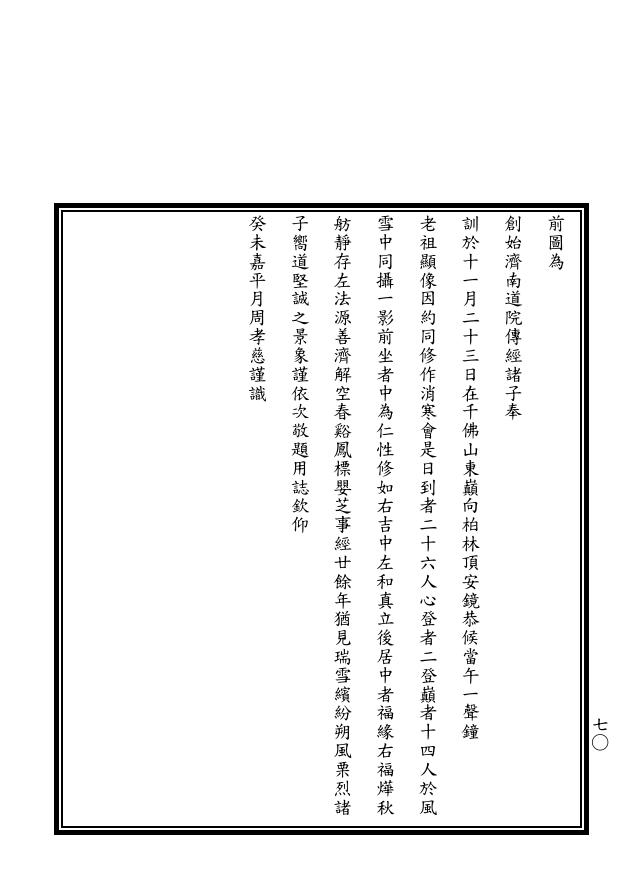 前圖為
創始濟南道院傳經諸子奉
訓於十一月二十三日在千佛山東巔向柏林頂安鏡恭候當午一聲鐘
老祖顯像因約同修作消寒會是日到者二十六人心登者二登巔者十四人於風
雪中同攝一影前坐者中為仁性修如右吉中左和真立後居中者福緣右福燁秋
舫靜存左法源善濟解空春谿鳳標嬰芝事經廿餘年猶見瑞雪繽紛朔風栗烈諸
子嚮道堅誠之景象謹依次敬題用誌欽仰
癸未嘉平月周孝慈謹識
七〇